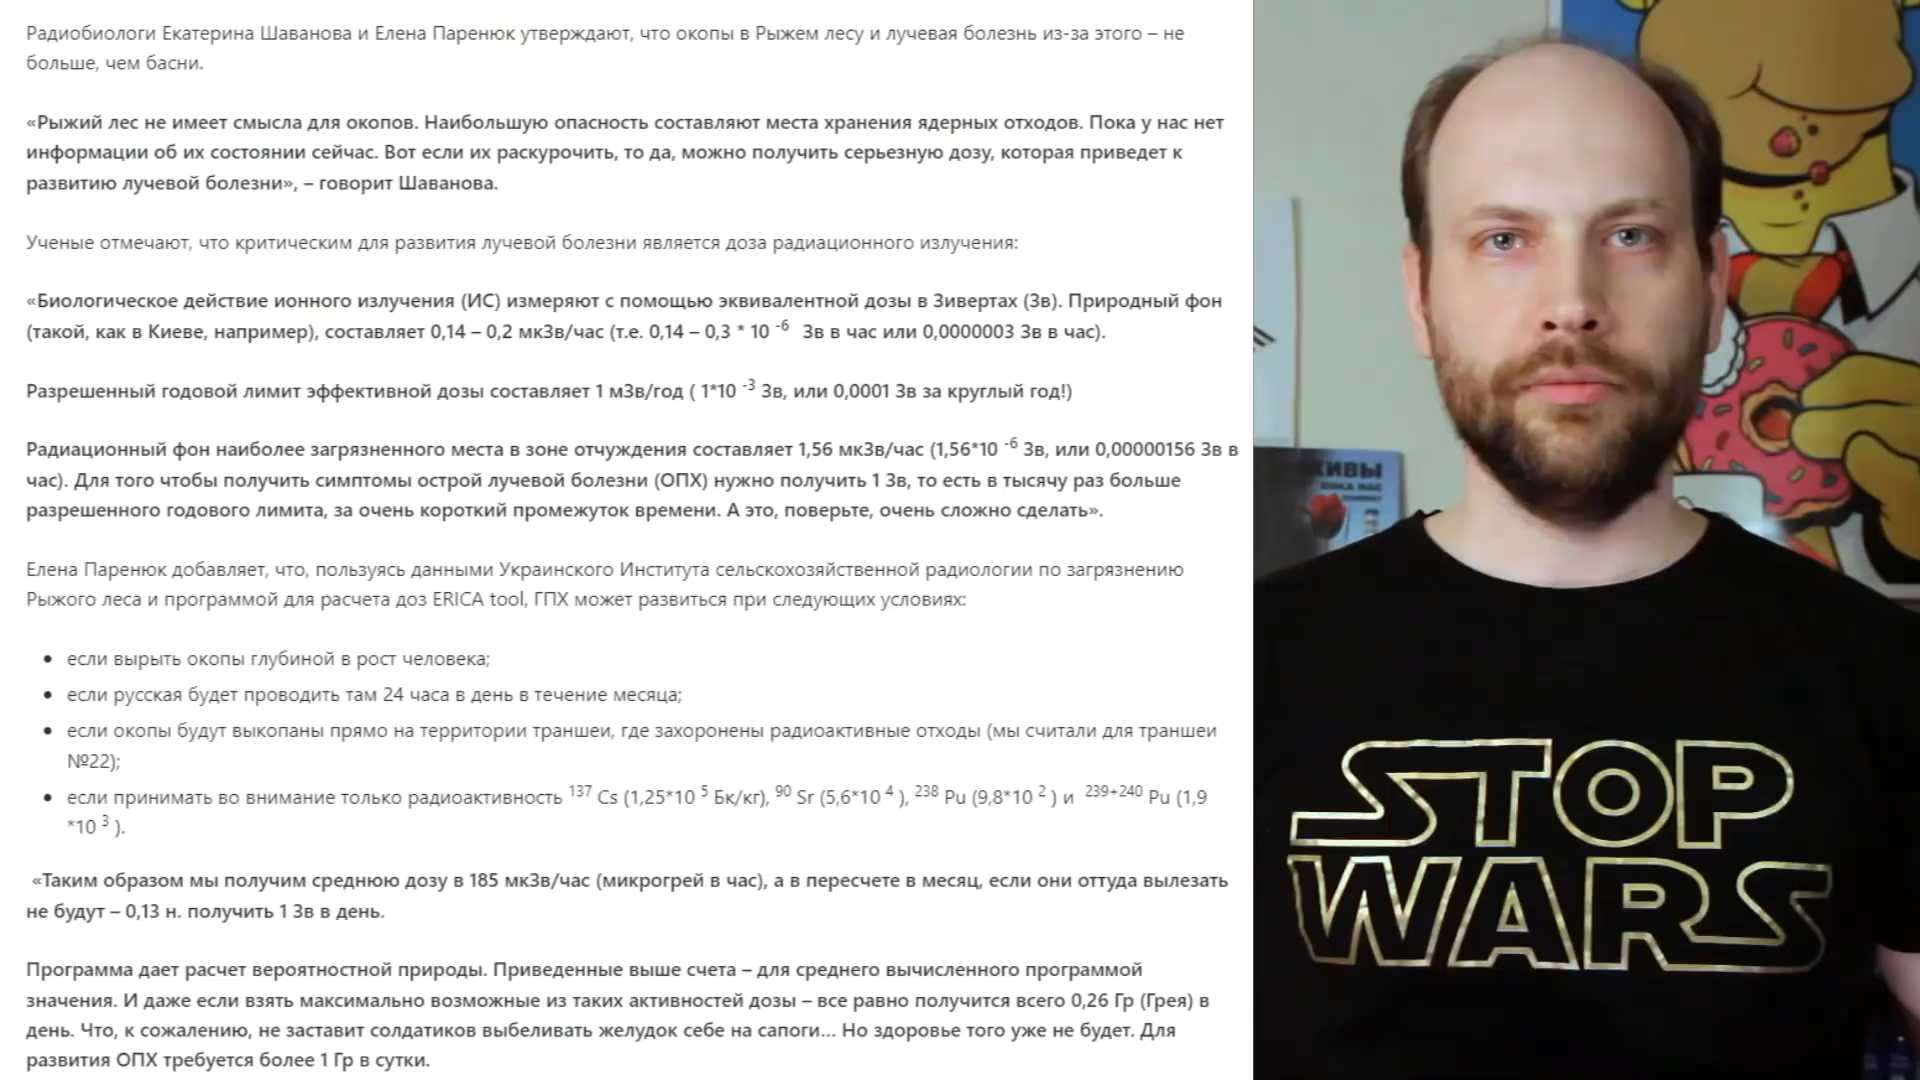 Радиобиологи Екатерина Шаванова и Елена Паренюк утверждают, что окопы в Рыжем лесу и лучевая болезнь из-за этого – не
больше, чем басни.
«Рыжий лес не имеет смысла для окопов. Наибольшую опасность составляют места хранения ядерных отходов. Пока у нас нет
информации об их состоянии сейчас. Вот если их раскурочить, то да, можно получить серьезную дозу, которая приведет к
развитию лучевой болезни», – говорит Шаванова.
Ученые отмечают, что критическим для развития лучевой болезни является доза радиационного излучения:
«Биологическое действие ионного излучения (ИС) измеряют с помощью эквивалентной дозы в Зивертах (Зв). Природный фон
(такой, как в Киеве, например), составляет 0,14 – 0,2 мкЗв/час (т.е. 0,14 – 0,3 * 10 -6 Зв в час или 0,0000003 Зв в час).
Разрешенный годовой лимит эффективной дозы составляет 1 мЗв/год ( 1*10 -3 Зв, или 0,0001 Зв за круглый год!)
Радиационный фон наиболее загрязненного места в зоне отчуждения составляет 1,56 мкЗв/час (1,56*10 -6 Зв, или 0,00000156 Зв в
час). Для того чтобы получить симптомы острой лучевой болезни (ОПХ) нужно получить 1 Зв, то есть в тысячу раз больше
разрешенного годового лимита, за очень короткий промежуток времени. А это, поверьте, очень сложно сделать».
Елена Паренюк добавляет, что, пользуясь данными Украинского Института сельскохозяйственной радиологии по загрязнению
Рыжого леса и программой для расчета доз ERICA tool, ГПХ может развиться при следующих условиях:
• если вырыть окопы глубиной в рост человека;
• если русская будет проводить там 24 часа в день в течение месяца;
• если окопы будут выкопаны прямо на территории траншеи, где захоронены радиоактивные отходы (мы считали для траншеи
№22);
• если принимать во внимание только радиоактивность 137 Cs (1,25*10 5 Бк/кг), 90 Sr (5,6*10 4 ), 238 Pu (9,8*10 2 ) и 239+240 Pu (1,9
*10 3 ).
«Таким образом мы получим среднюю дозу в 185 мкЗв/час (микрогрей в час), а в пересчете в месяц, если они оттуда вылезать
не будут – 0,13 н. получить 1 Зв в день.
Программа дает расчет вероятностной природы. Приведенные выше счета – для среднего вычисленного программой
значения. И даже если взять максимально возможные из таких активностей дозы – все равно получится всего 0,26 Гр (Грея) в
день. Что, к сожалению, не заставит солдатиков выбеливать желудок себе на сапоги... Но здоровье того уже не будет. Для
развития ОПХ требуется более 1 Гр в сутки.
ЖИВЫ
ПОКА НАС
STOP
WARS